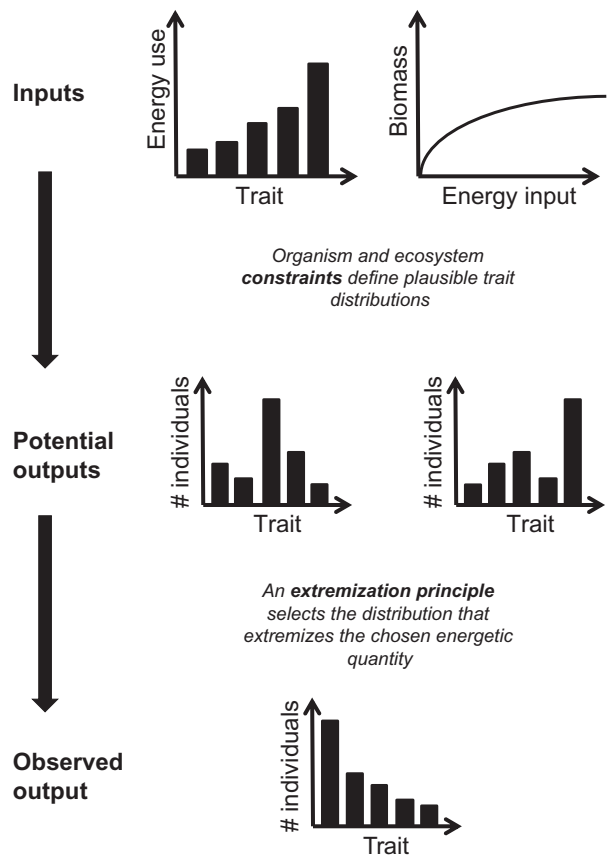 Inputs
Energy use
Trait
Biomass
Energy input
Organism and ecosystem
constraints define plausible trait
distributions
Potential
outputs
# individuals
Trait
# individuals
Trait
An extremization principle
selects the distribution that
extremizes the chosen energetic
quantity
Observed
output
# individuals
Trait